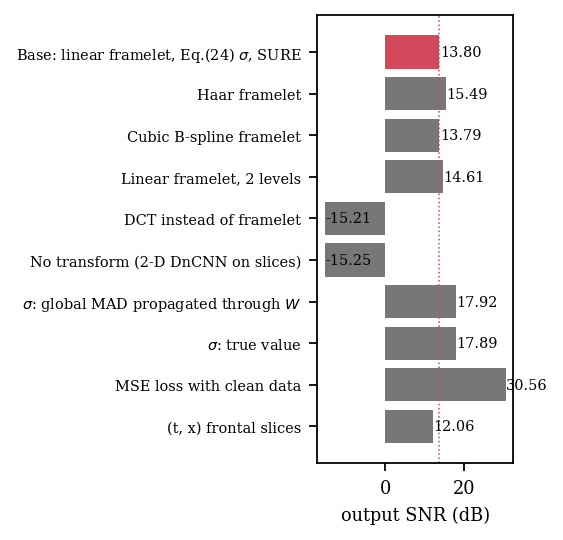 Base: linear framelet, Eq.(24) σ, SURE
13.80
Haar framelet
15.49
Cubic B-spline framelet
13.79
Linear framelet, 2 levels
14.61
DCT instead of framelet
-15.21
No transform (2-D DnCNN on slices)
-15.25
σ: global MAD propagated through W
17.92
σ: true value
17.89
MSE loss with clean data
30.56
(t, x) frontal slices
12.06
0 20
output SNR (dB)